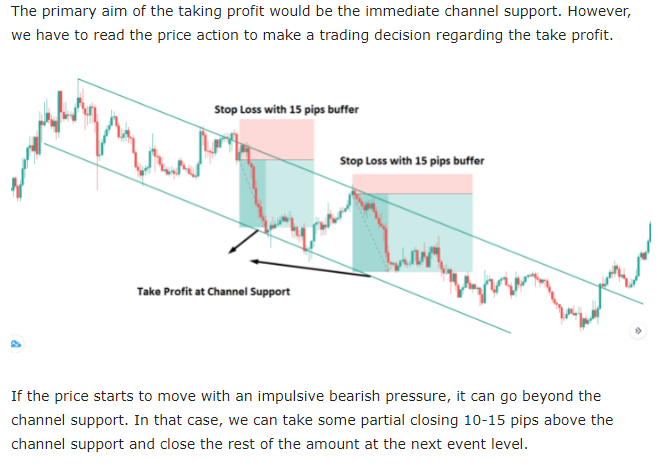 The primary aim of the taking profit would be the immediate channel support. However,
we have to read the price action to make a trading decision regarding the take profit.
Stop Loss with 15 pips buffer
Stop Loss with 15 pips buffer
Take Profit at Channel Support
If the price starts to move with an impulsive bearish pressure, it can go beyond the
channel support. In that case, we can take some partial closing 10-15 pips above the
channel support and close the rest of the amount at the next event level.